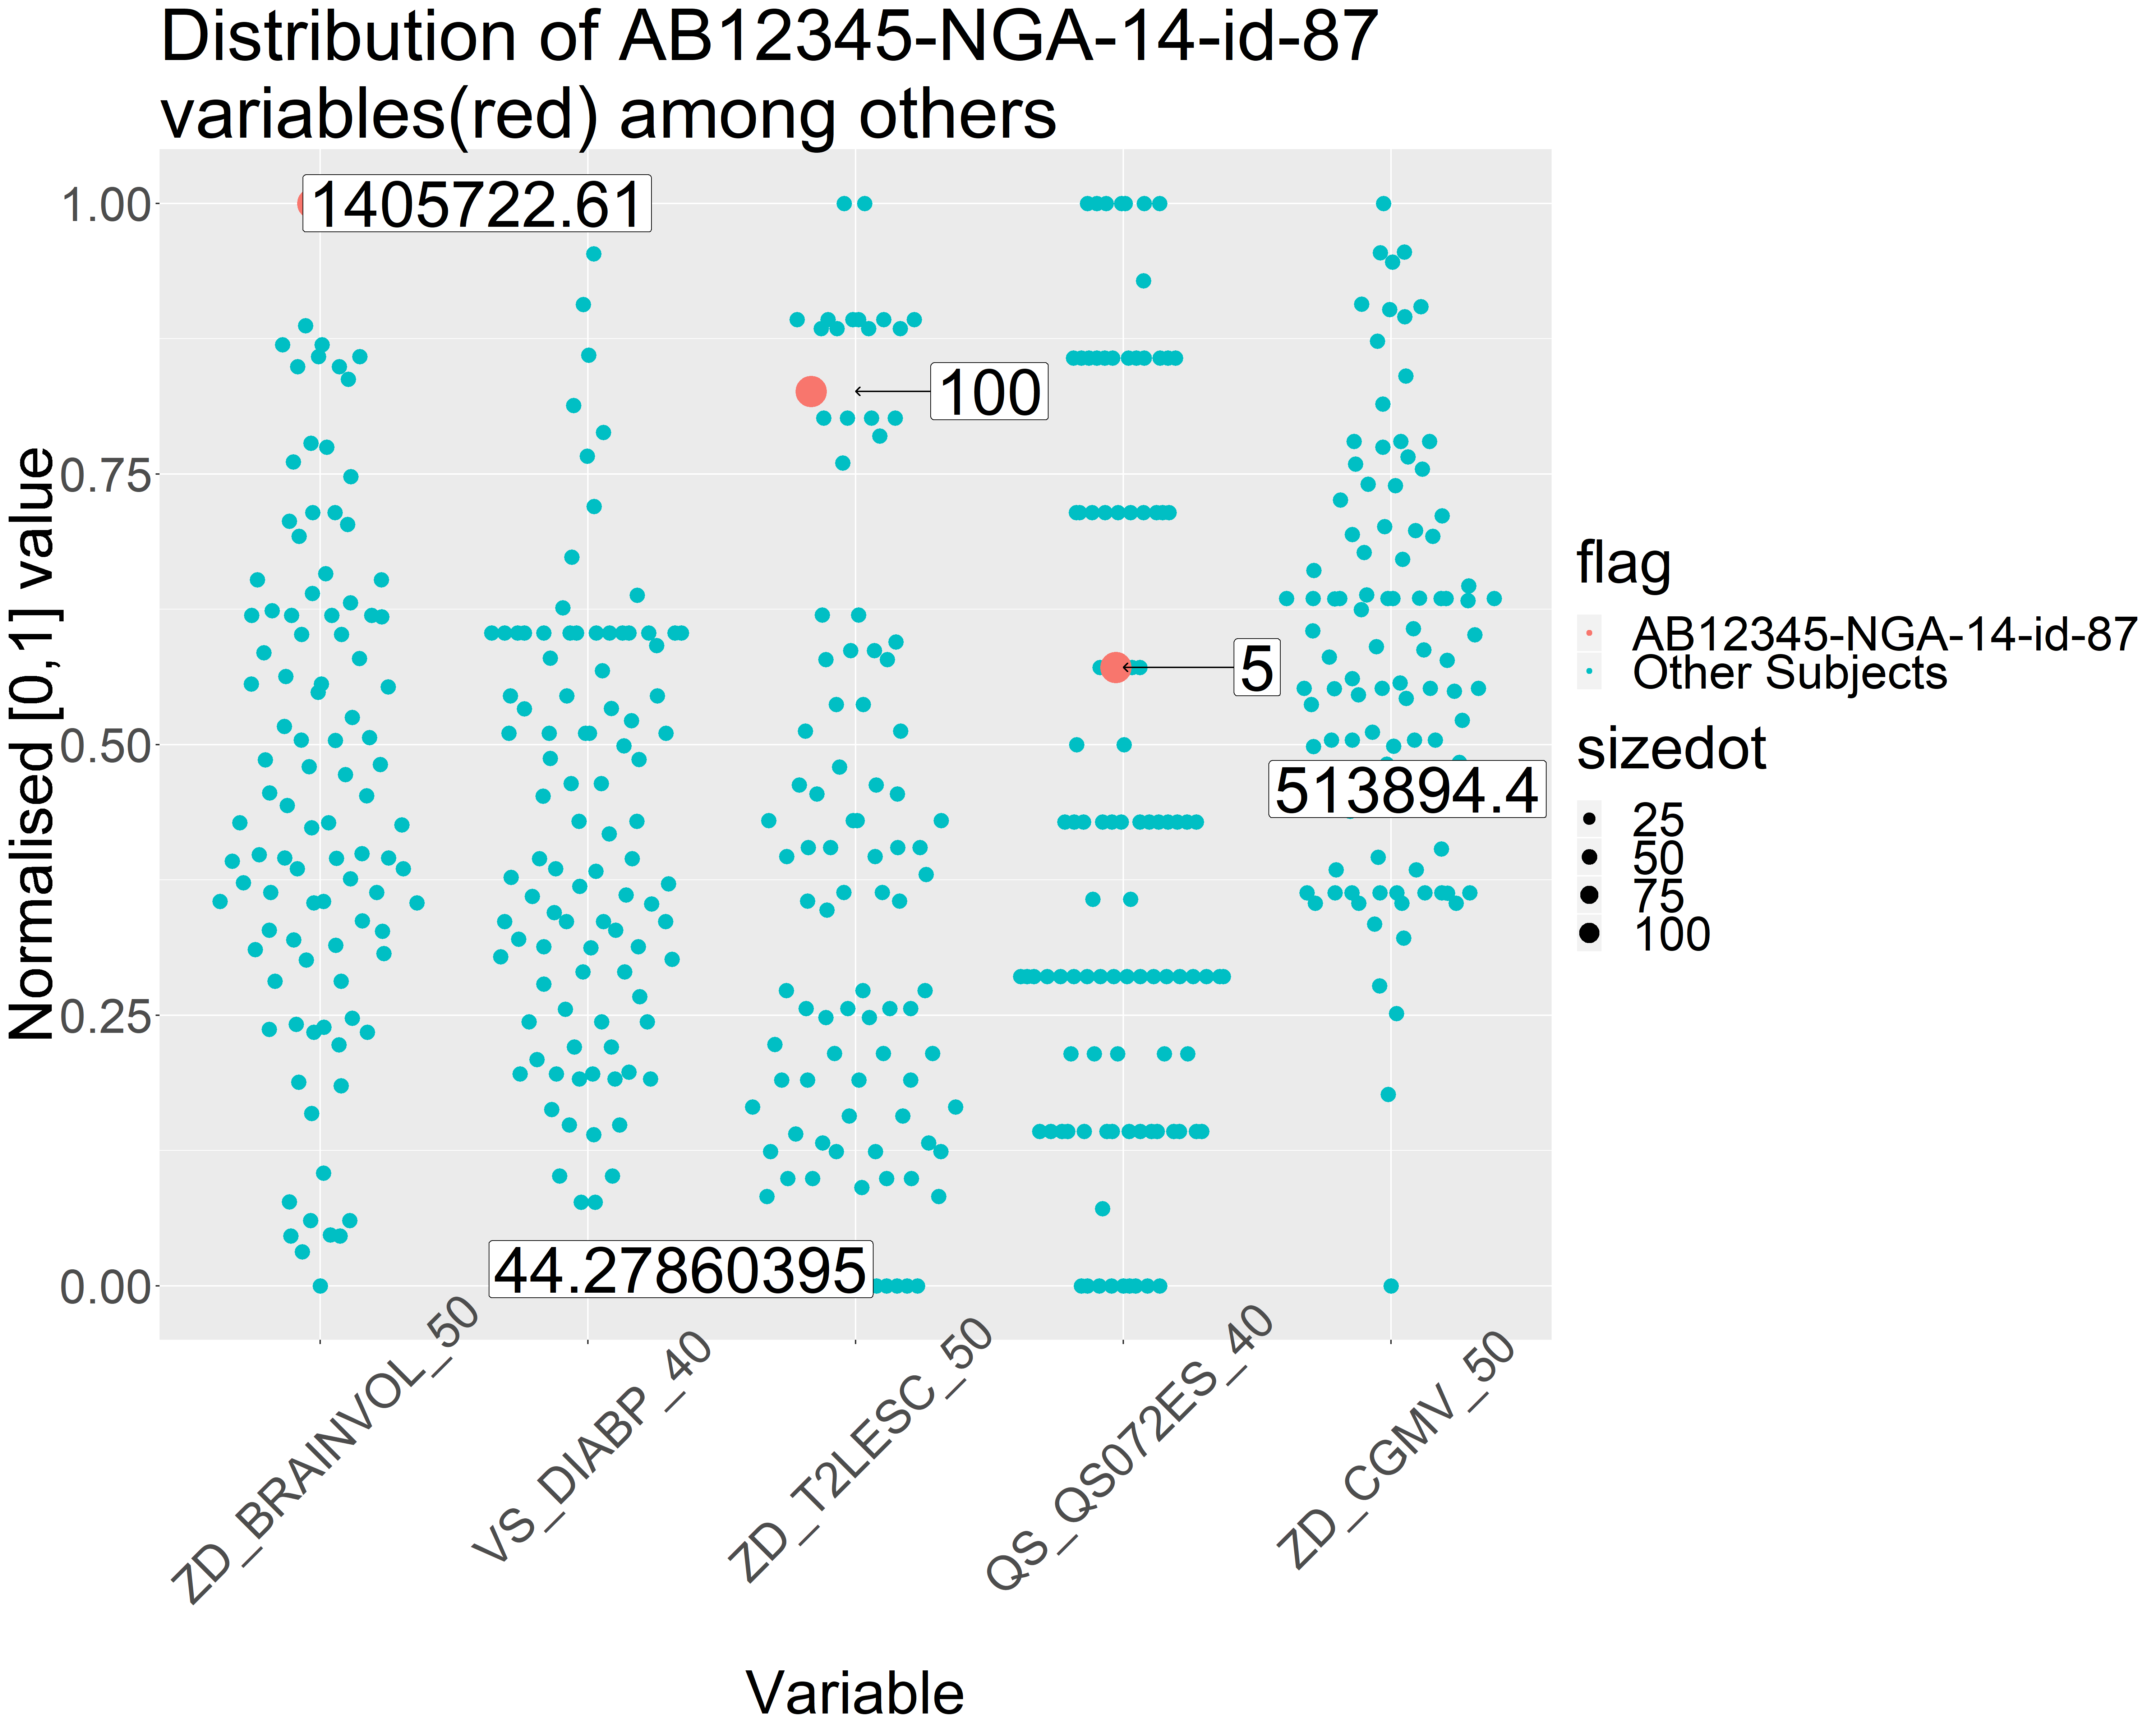 Distribution of AB12345-NGA-14-id-87
variables(red) among others
Normalised [0,1] value
1.00
0.75
0.50
0.25
0.00
1405722.61
100
5
513894.4
44.27860395
ZD_BRAINVOL_50
VS_DIABP_40
ZD_T2LESC_50
QS_QS072ES_40
ZD_CGMV_50
Variable
flag
AB12345-NGA-14-id-87
Other Subjects
sizedot
25
50
75
100